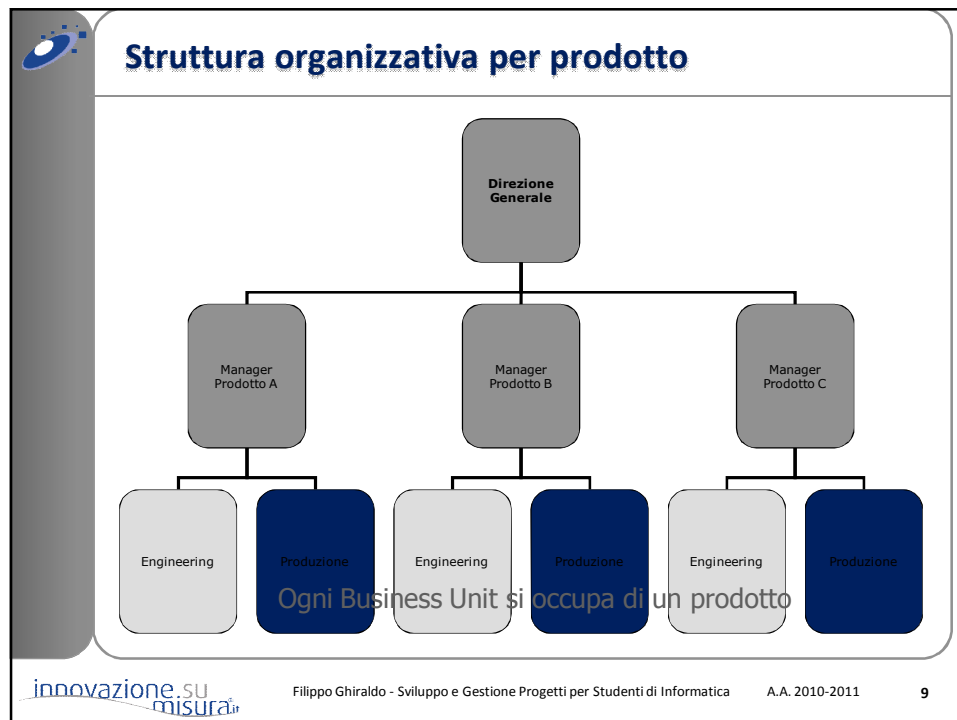 Struttura organizzativa per prodotto
Direzione
Generale
Manager
Prodotto A
Manager
Prodotto B
Manager
Prodotto C
Engineering
Produzione
Engineering
Produzione
Engineering
Produzione
Ogni Business Unit si occupa di un prodotto
innovazione su
misura.it
Filippo Ghiraldo - Sviluppo e Gestione Progetti per Studenti di Informatica A.A. 2010-2011 9